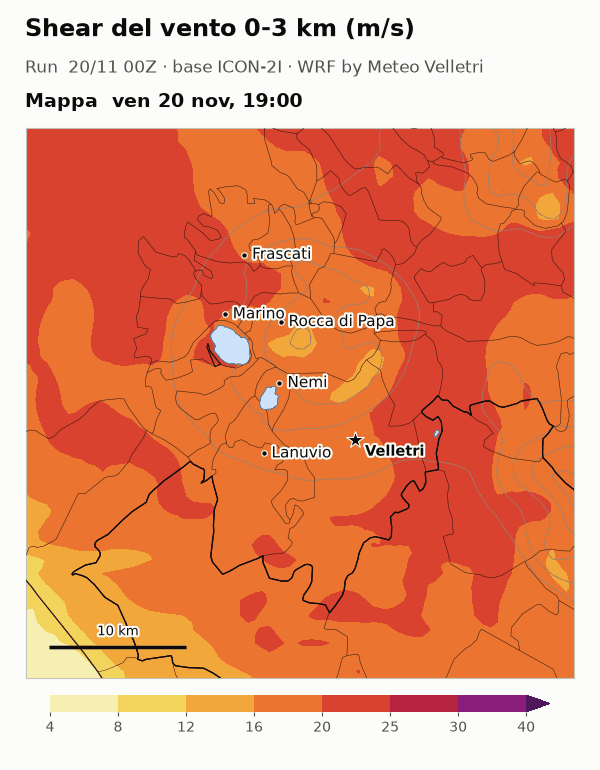 Shear del vento 0-3 km (m/s)
Run  20/11 00Z · base ICON-2I · WRF by Meteo Velletri
Mappa  ven 20 nov, 19:00
Frascati
Marino
Rocca di Papa
Nemi
Velletri
Lanuvio
10 km
4 8 12 16 20 25 30 40